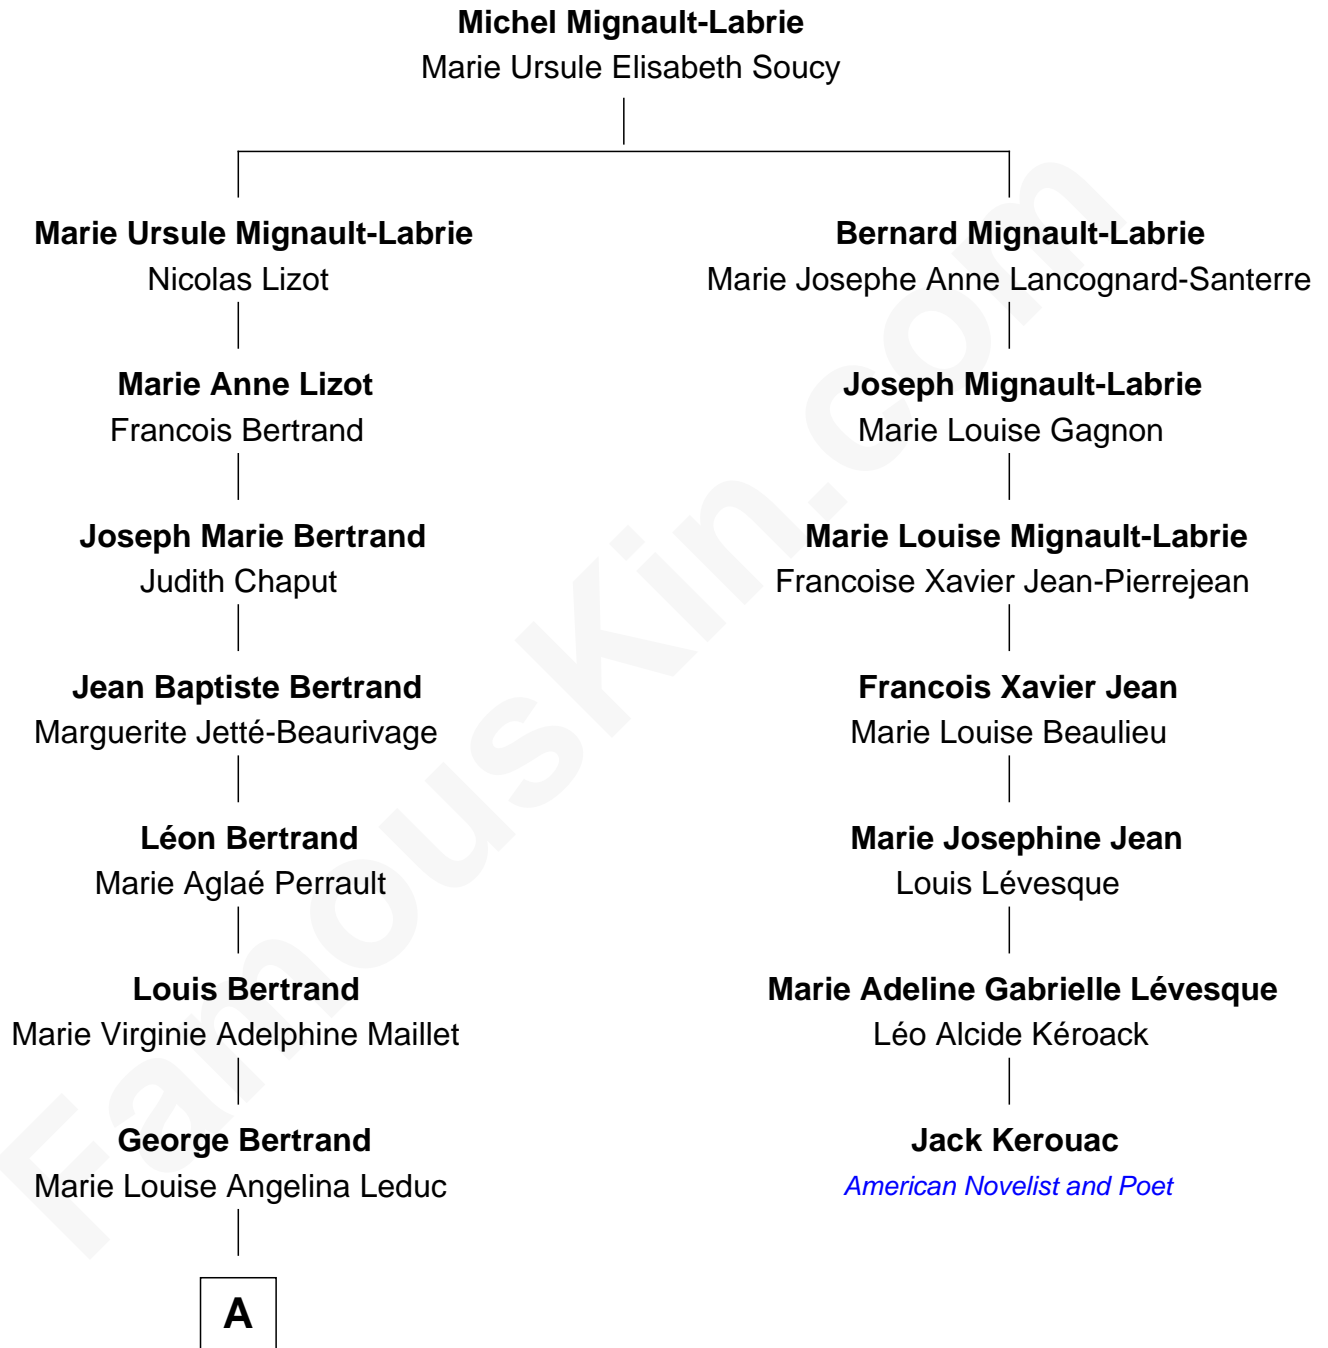 Michel Mignault-Labrie
Marie Ursule Elisabeth Soucy
Marie Ursule Mignault-Labrie
Nicolas Lizot
Bernard Mignault-Labrie
Marie Josephe Anne Lancognard-Santerre
Marie Anne Lizot
Francois Bertrand
Joseph Mignault-Labrie
Marie Louise Gagnon
Joseph Marie Bertrand
Judith Chaput
Marie Louise Mignault-Labrie
Francoise Xavier Jean-Pierrejean
Jean Baptiste Bertrand
Marguerite Jetté-Beaurivage
Francois Xavier Jean
Marie Louise Beaulieu
Léon Bertrand
Marie Aglaé Perrault
Marie Josephine Jean
Louis Lévesque
Louis Bertrand
Marie Virginie Adelphine Maillet
Marie Adeline Gabrielle Lévesque
Léo Alcide Kéroack
George Bertrand
Marie Louise Angelina Leduc
Jack Kerouac
American Novelist and Poet
A
FamousKin.com